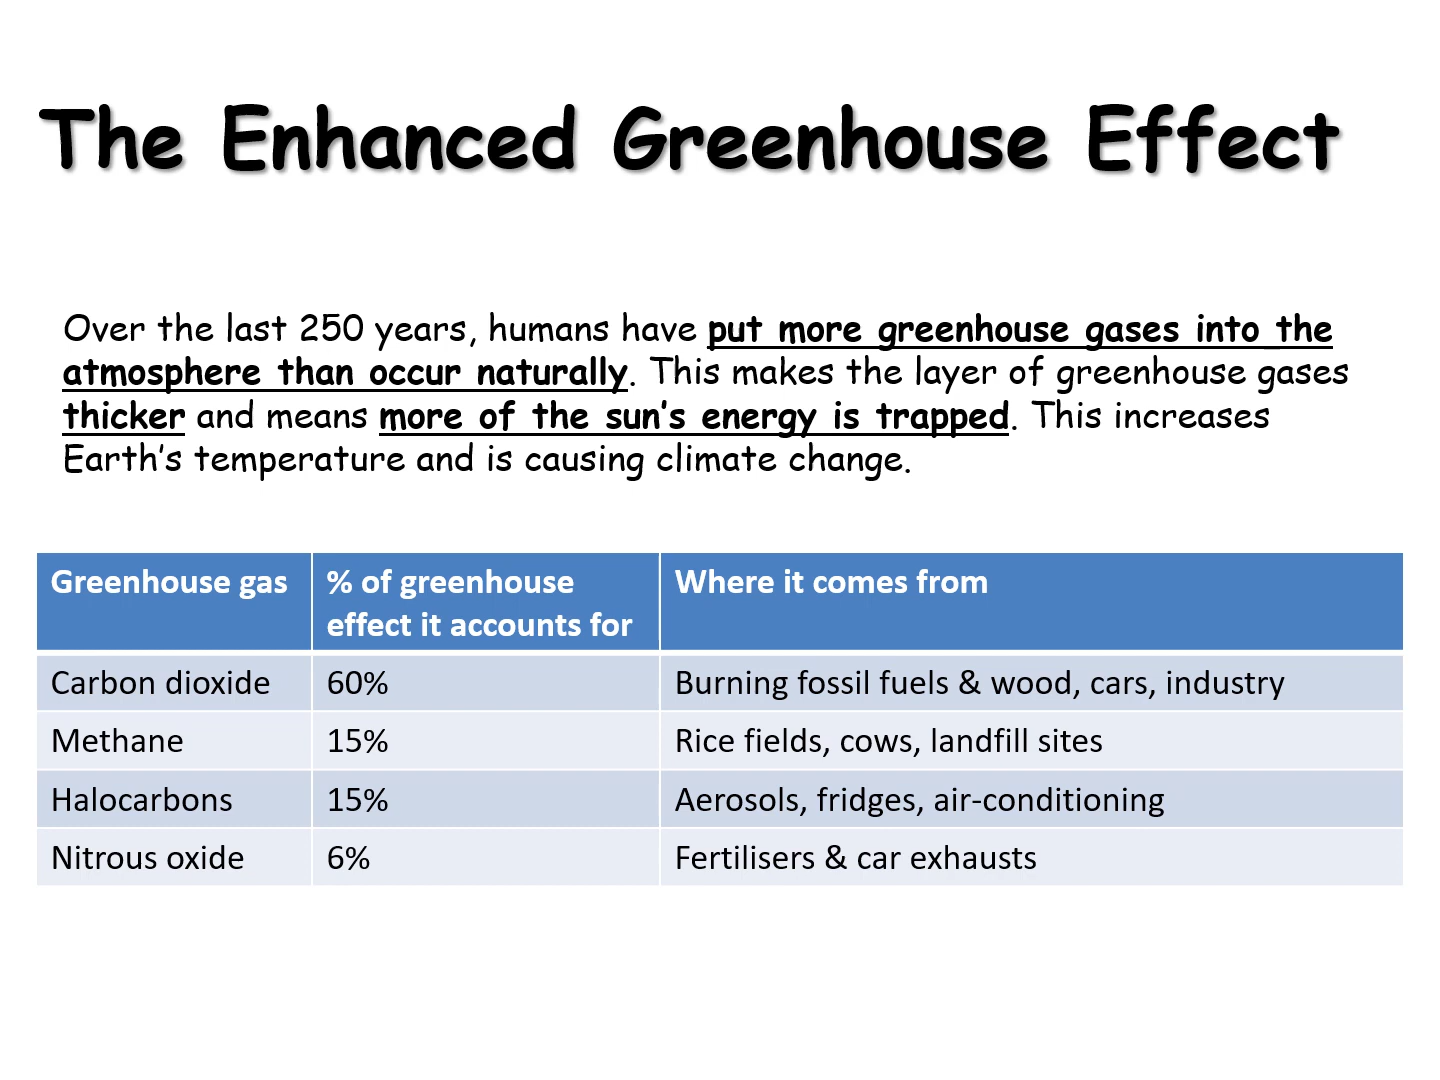 The Enhanced Greenhouse Effect
Over the last 250 years, humans have put more greenhouse gases into the
atmosphere than occur naturally. This makes the layer of greenhouse gases
thicker and means more of the sun's energy is trapped. This increases
Earth's temperature and is causing climate change.
Greenhouse gas | % of greenhouse effect it accounts for | Where it comes from
Carbon dioxide | 60% | Burning fossil fuels & wood, cars, industry
Methane | 15% | Rice fields, cows, landfill sites
Halocarbons | 15% | Aerosols, fridges, air-conditioning
Nitrous oxide | 6% | Fertilisers & car exhausts